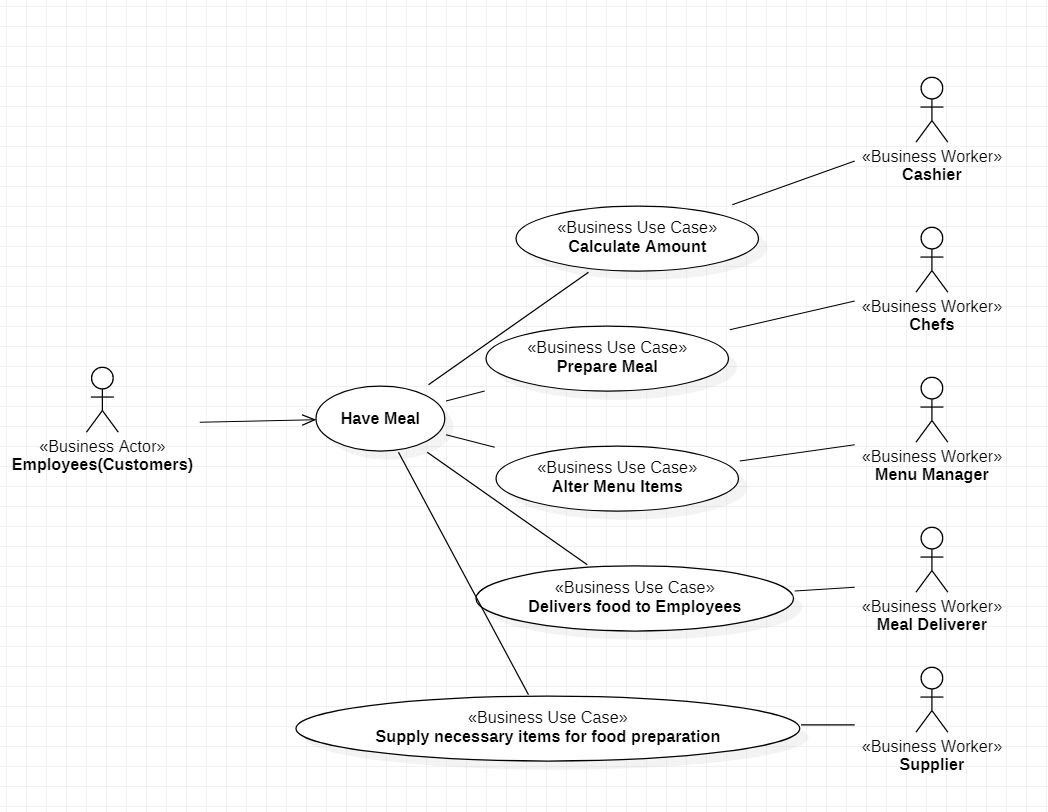 «Business Worker»
Cashier
«Business Use Case»
Calculate Amount
«Business Worker»
Chefs
«Business Use Case»
Prepare Meal
Have Meal
«Business Actor»
Employees(Customers)
«Business Worker»
Menu Manager
«Business Use Case»
Alter Menu Items
«Business Use Case»
Delivers food to Employees
«Business Worker»
Meal Deliverer
«Business Use Case»
Supply necessary items for food preparation
«Business Worker»
Supplier